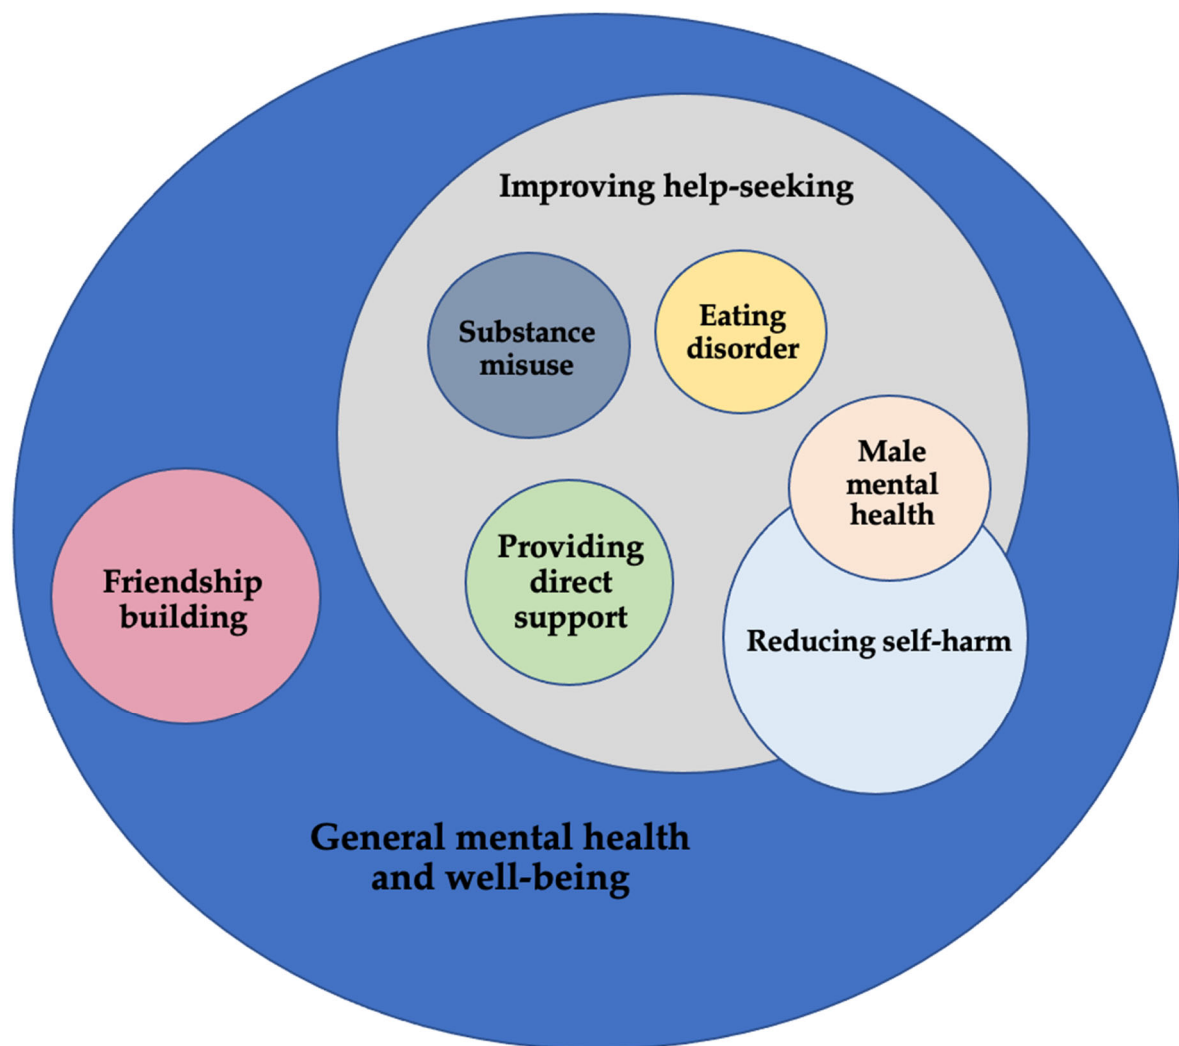 Improving help-seeking
Substance
misuse
Eating
disorder
Male
mental
health
Providing
direct
support
Friendship
building
Reducing self-harm
General mental health
and well-being